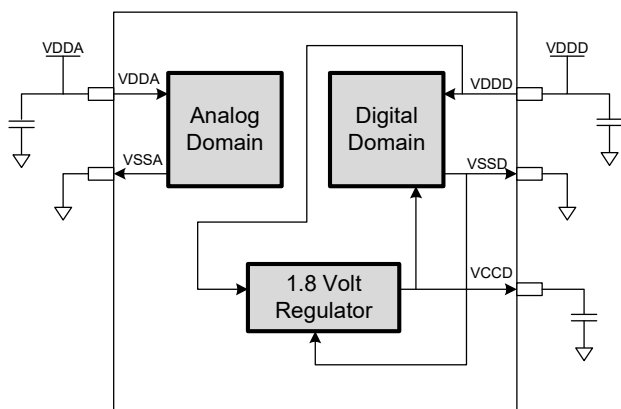 VDDA
VDDD
VDDA
VDDD
Analog
Domain
Digital
Domain
VSSA
VSSD
1.8 Volt
Regulator
VCCD